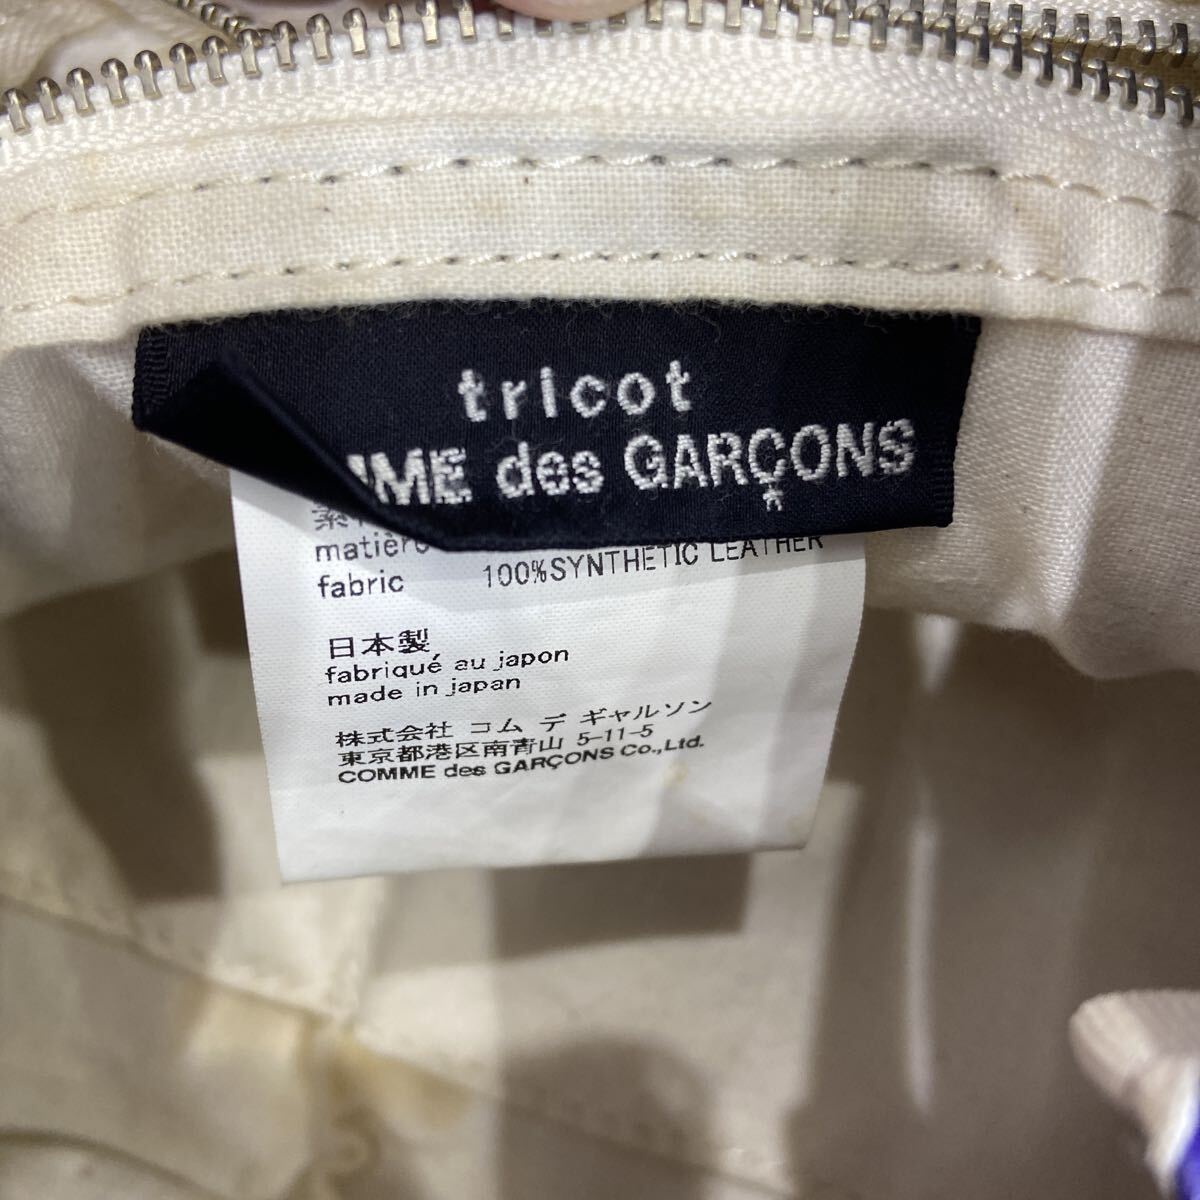 tricot
des GARÇONS
fabric 100%SYNTHETIC LEATHER
日本製
fabriqué au japon
made in japan
株式会社 コム デ ギャルソン
東京都港区南青山 5-11-5
COMME des GARÇONS Co.,Ltd.